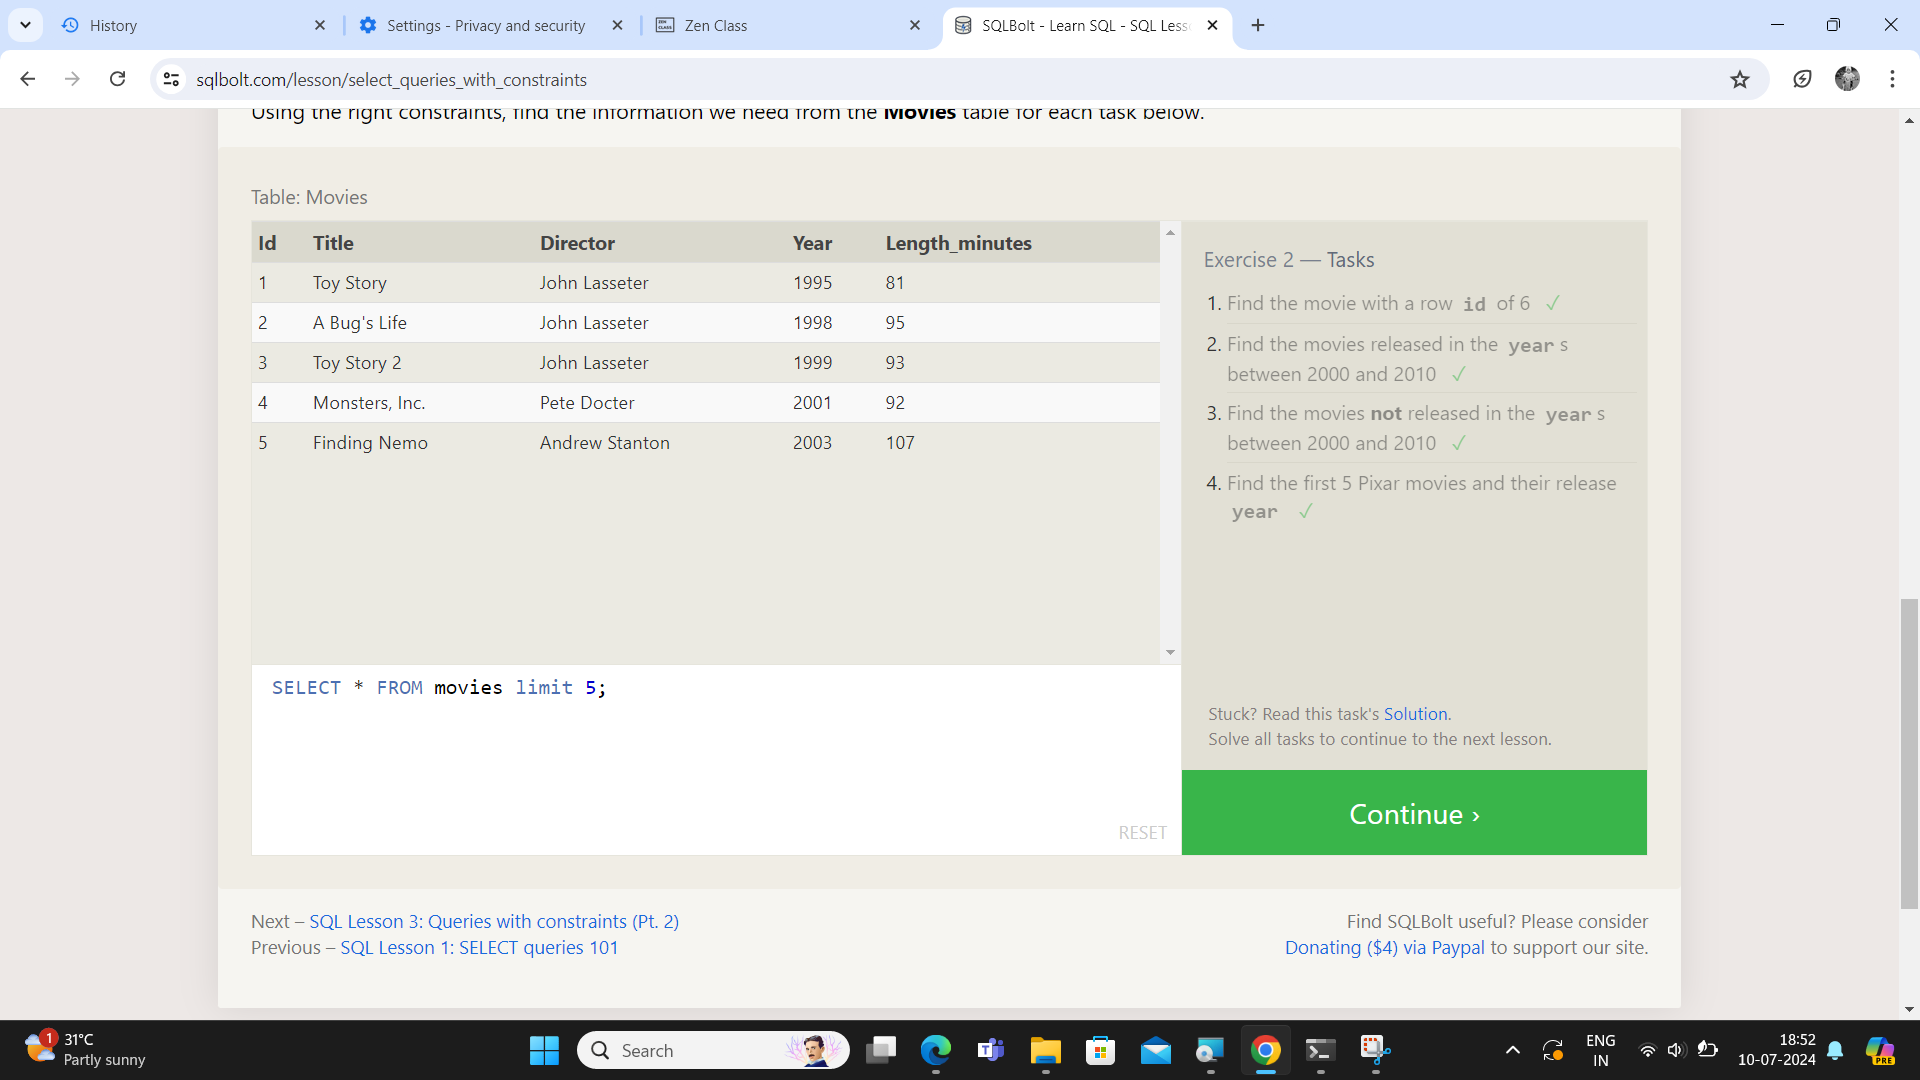 History
Settings - Privacy and security
Zen Class
SQLBolt - Learn SQL - SQL Less
sqlbolt.com/lesson/select_queries_with_constraints
Using the right constraints, find the information we need from the Movies table for each task below.
Table: Movies
Id Title Director Year Length_minutes
1 Toy Story John Lasseter 1995 81
2 A Bug's Life John Lasseter 1998 95
3 Toy Story 2 John Lasseter 1999 93
4 Monsters, Inc. Pete Docter 2001 92
5 Finding Nemo Andrew Stanton 2003 107
SELECT * FROM movies limit 5;
RESET
Exercise 2 — Tasks
1. Find the movie with a row id of 6 ✓
2. Find the movies released in the year s
between 2000 and 2010 ✓
3. Find the movies not released in the year s
between 2000 and 2010 ✓
4. Find the first 5 Pixar movies and their release
year ✓
Stuck? Read this task's Solution.
Solve all tasks to continue to the next lesson.
Continue ›
Next – SQL Lesson 3: Queries with constraints (Pt. 2)
Previous – SQL Lesson 1: SELECT queries 101
Find SQLBolt useful? Please consider
Donating ($4) via Paypal to support our site.
1
31°C
Partly sunny
Search
ENG
IN
18:52
10-07-2024
PRE